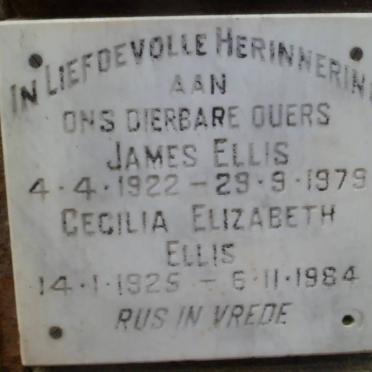 IN LIEFDEVOLLE HERINNERING
AAN
ONS DIERBARE OUERS
JAMES ELLIS
4·4·1922 – 29·9·1979
CECILIA ELIZABETH
ELLIS
14·1·1925 – 6·11·1984
RUS IN VREDE